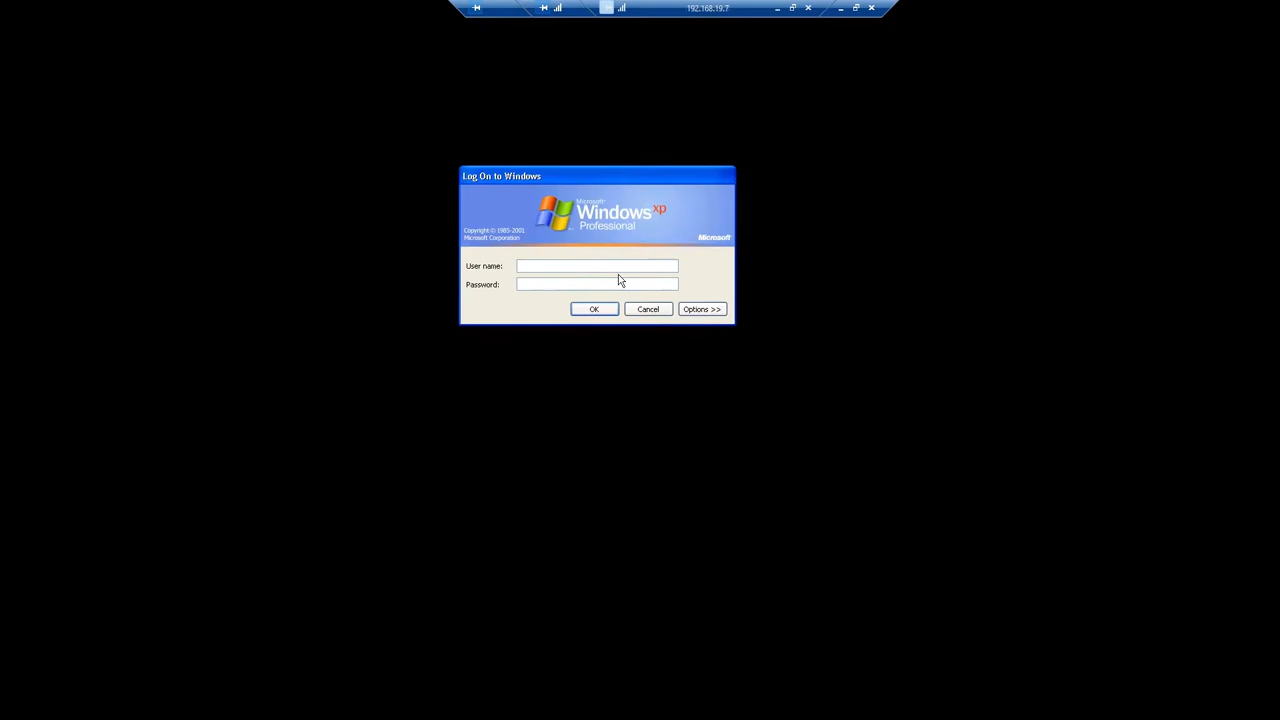 192.168.19.7
Log On to Windows
Microsoft
Windows xp
Professional
Copyright © 1985-2001
Microsoft Corporation
Microsoft
User name:
Password:
OK Cancel Options >>